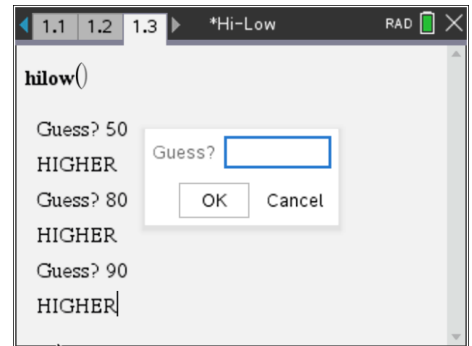 1.1 1.2 1.3 *Hi-Low RAD
hilow()
Guess? 50
HIGHER
Guess? 80
HIGHER
Guess? 90
HIGHER
Guess?
OK Cancel